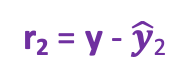 r₂ = y - ŷ₂